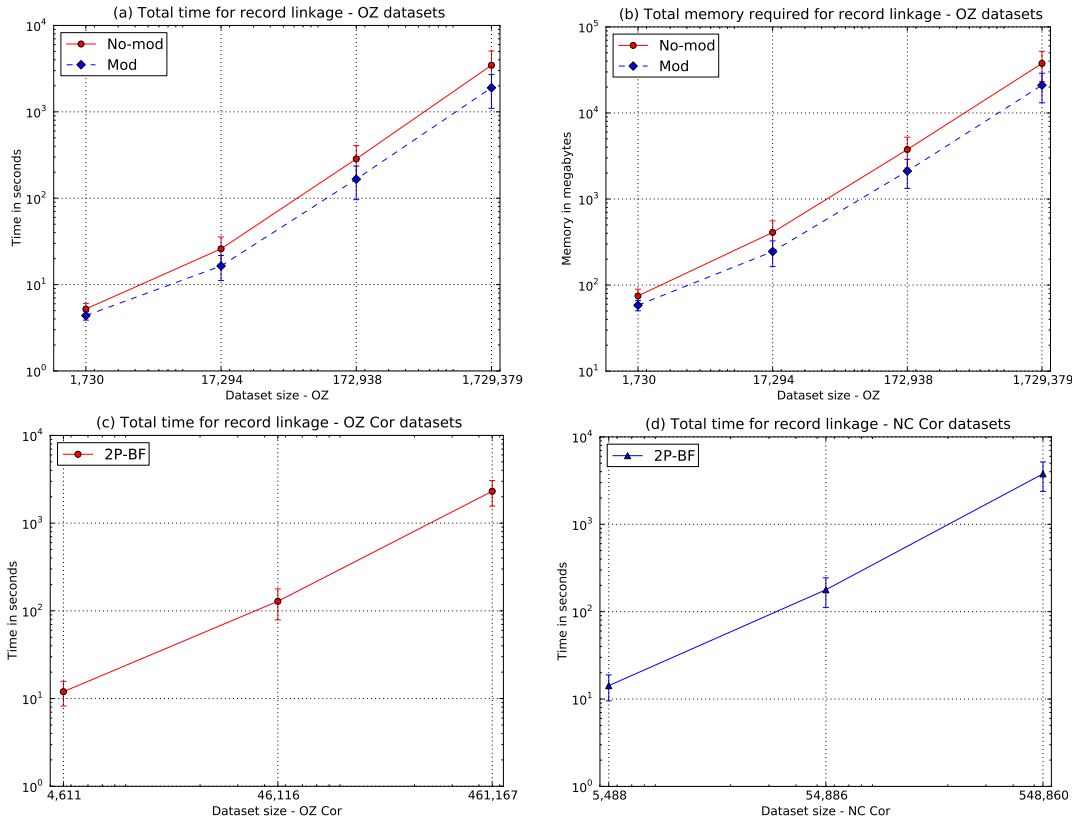 (a) Total time for record linkage - OZ datasets
10^4
10^3
10^2
10^1
10^0
Time in seconds
No-mod
Mod
1,730
17,294
172,938
1,729,379
Dataset size - OZ
(b) Total memory required for record linkage - OZ datasets
10^5
10^4
10^3
10^2
10^1
Memory in megabytes
No-mod
Mod
1,730
17,294
172,938
1,729,379
Dataset size - OZ
(c) Total time for record linkage - OZ Cor datasets
10^4
10^3
10^2
10^1
10^0
Time in seconds
2P-BF
4,611
46,116
461,167
Dataset size - OZ Cor
(d) Total time for record linkage - NC Cor datasets
10^4
10^3
10^2
10^1
10^0
Time in seconds
2P-BF
5,488
54,886
548,860
Dataset size - NC Cor